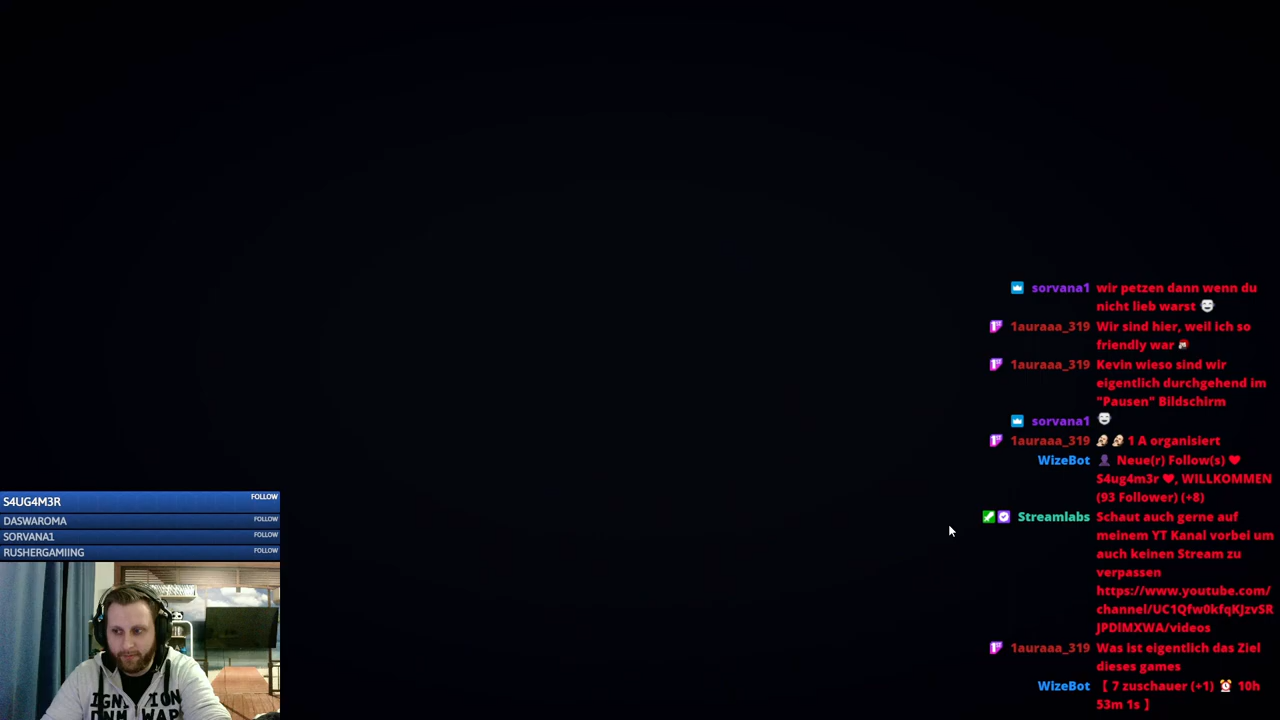 sorvana1 wir petzen dann wenn du
nicht lieb warst
1auraaa_319 Wir sind hier, weil ich so
friendly war
1auraaa_319 Kevin wieso sind wir
eigentlich durchgehend im
"Pausen" Bildschirm
sorvana1
1auraaa_319 1 A organisiert
WizeBot Neue(r) Follow(s) ❤
S4ug4m3r ❤, WILLKOMMEN
(93 Follower) (+8)
Streamlabs Schaut auch gerne auf
meinem YT Kanal vorbei um
auch keinen Stream zu
verpassen
https://www.youtube.com/
channel/UC1Qfw0kfqKJzvSR
JPDlMXWA/videos
1auraaa_319 Was ist eigentlich das Ziel
dieses games
WizeBot [ 7 zuschauer (+1) ⏰ 10h
53m 1s ]
S4UG4M3R FOLLOW
DASWAROMA FOLLOW
SORVANA1 FOLLOW
RUSHERGAMIING FOLLOW